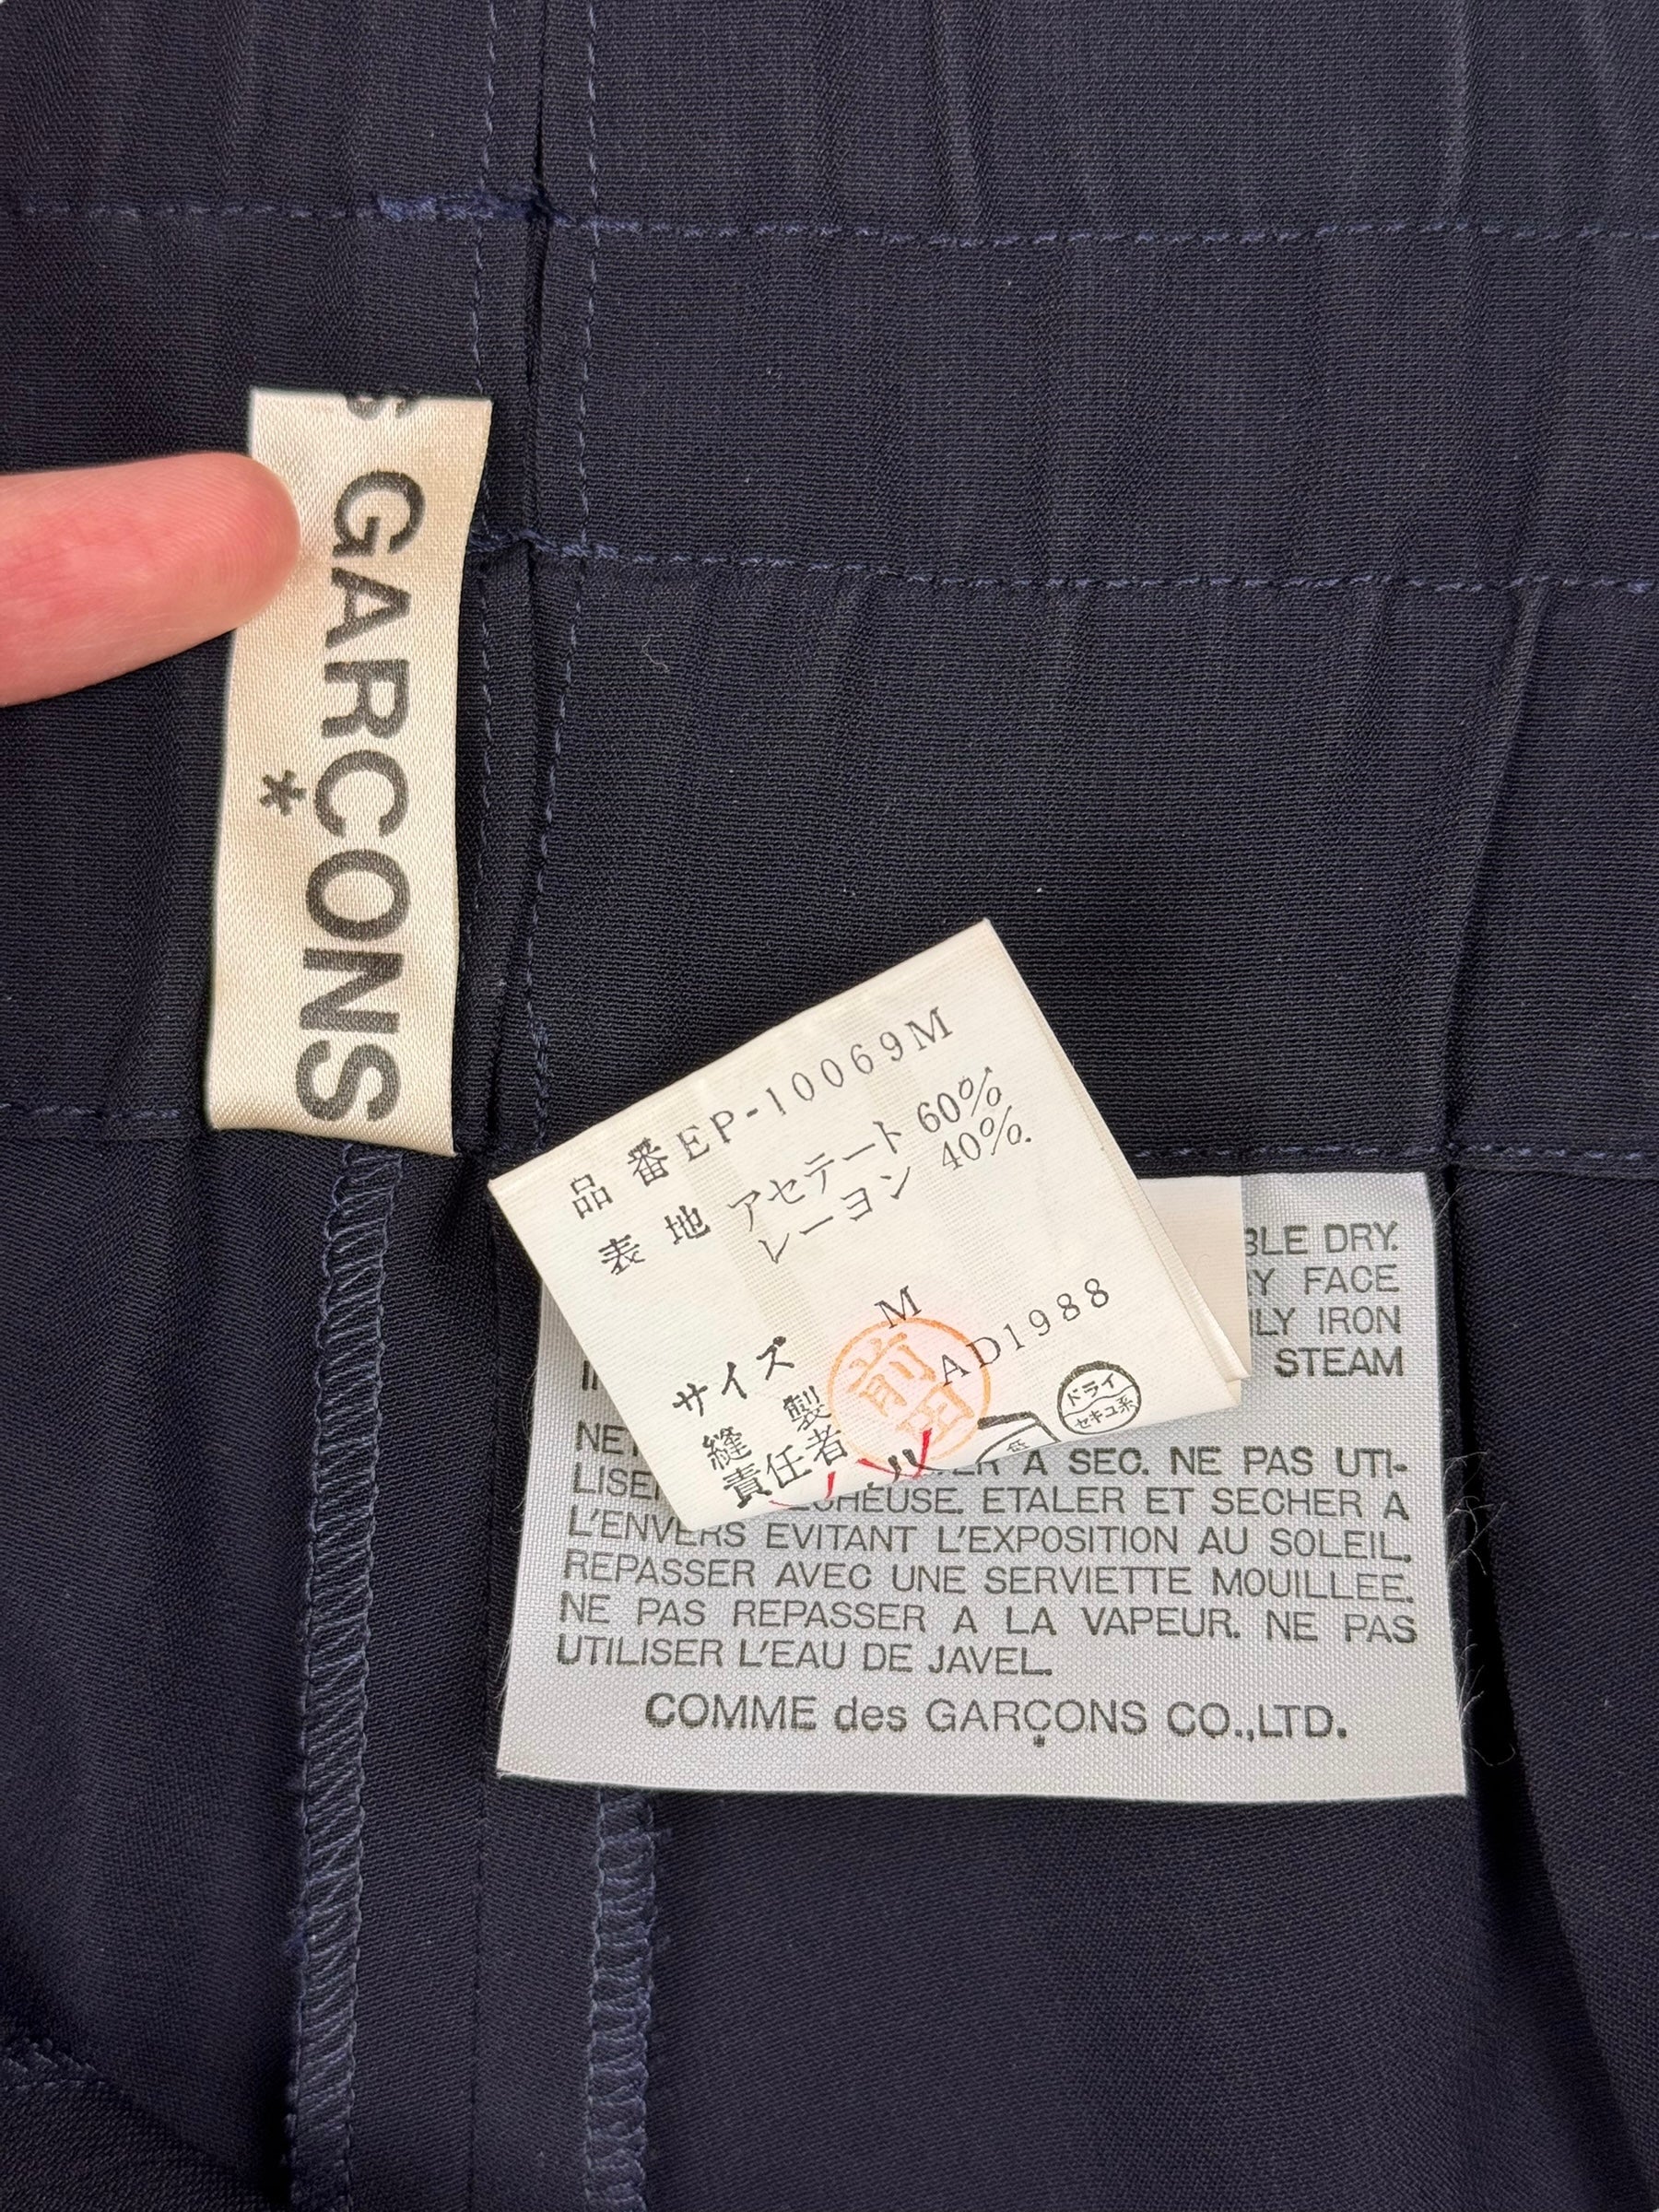 GARÇONS
品番 EP-10069M
表地 アセテート 60%
レーヨン 40%.
サイズ M
縫製
責任者
前田
AD1988
ドライ
セキユ系
低
DRY.
FACE
IRON
STEAM
A SEC. NE PAS UTI-
ETALER ET SECHER A
L'ENVERS EVITANT L'EXPOSITION AU SOLEIL.
REPASSER AVEC UNE SERVIETTE MOUILLEE.
NE PAS REPASSER A LA VAPEUR. NE PAS
UTILISER L'EAU DE JAVEL.
COMME des GARÇONS CO.,LTD.